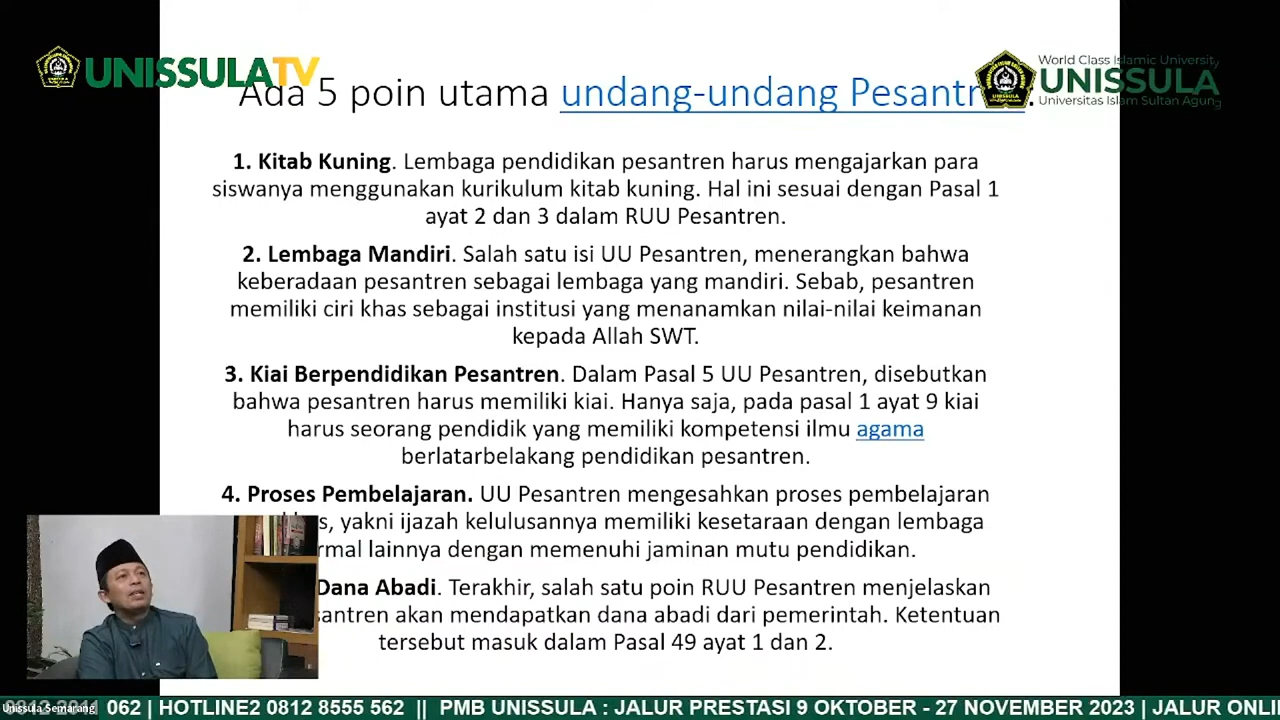 UNISSULATV
World Class Islamic University
UNISSULA
Universitas Islam Sultan Agung
Ada 5 poin utama undang-undang
1. Kitab Kuning. Lembaga pendidikan pesantren harus mengajarkan para
siswanya menggunakan kurikulum kitab kuning. Hal ini sesuai dengan Pasal 1
ayat 2 dan 3 dalam RUU Pesantren.
2. Lembaga Mandiri. Salah satu isi UU Pesantren, menerangkan bahwa
keberadaan pesantren sebagai lembaga yang mandiri. Sebab, pesantren
memiliki ciri khas sebagai institusi yang menanamkan nilai-nilai keimanan
kepada Allah SWT.
3. Kiai Berpendidikan Pesantren. Dalam Pasal 5 UU Pesantren, disebutkan
bahwa pesantren harus memiliki kiai. Hanya saja, pada pasal 1 ayat 9 kiai
harus seorang pendidik yang memiliki kompetensi ilmu agama
berlatarbelakang pendidikan pesantren.
4. Proses Pembelajaran. UU Pesantren mengesahkan proses pembelajaran
yakni ijazah kelulusannya memiliki kesetaraan dengan lembaga
lainnya dengan memenuhi jaminan mutu pendidikan.
Dana Abadi. Terakhir, salah satu poin RUU Pesantren menjelaskan
akan mendapatkan dana abadi dari pemerintah. Ketentuan
tersebut masuk dalam Pasal 49 ayat 1 dan 2.
Unissula Semarang
062 | HOTLINE2 0812 8555 562 || PMB UNISSULA : JALUR PRESTASI 9 OKTOBER - 27 NOVEMBER 2023 | JALUR ONLI